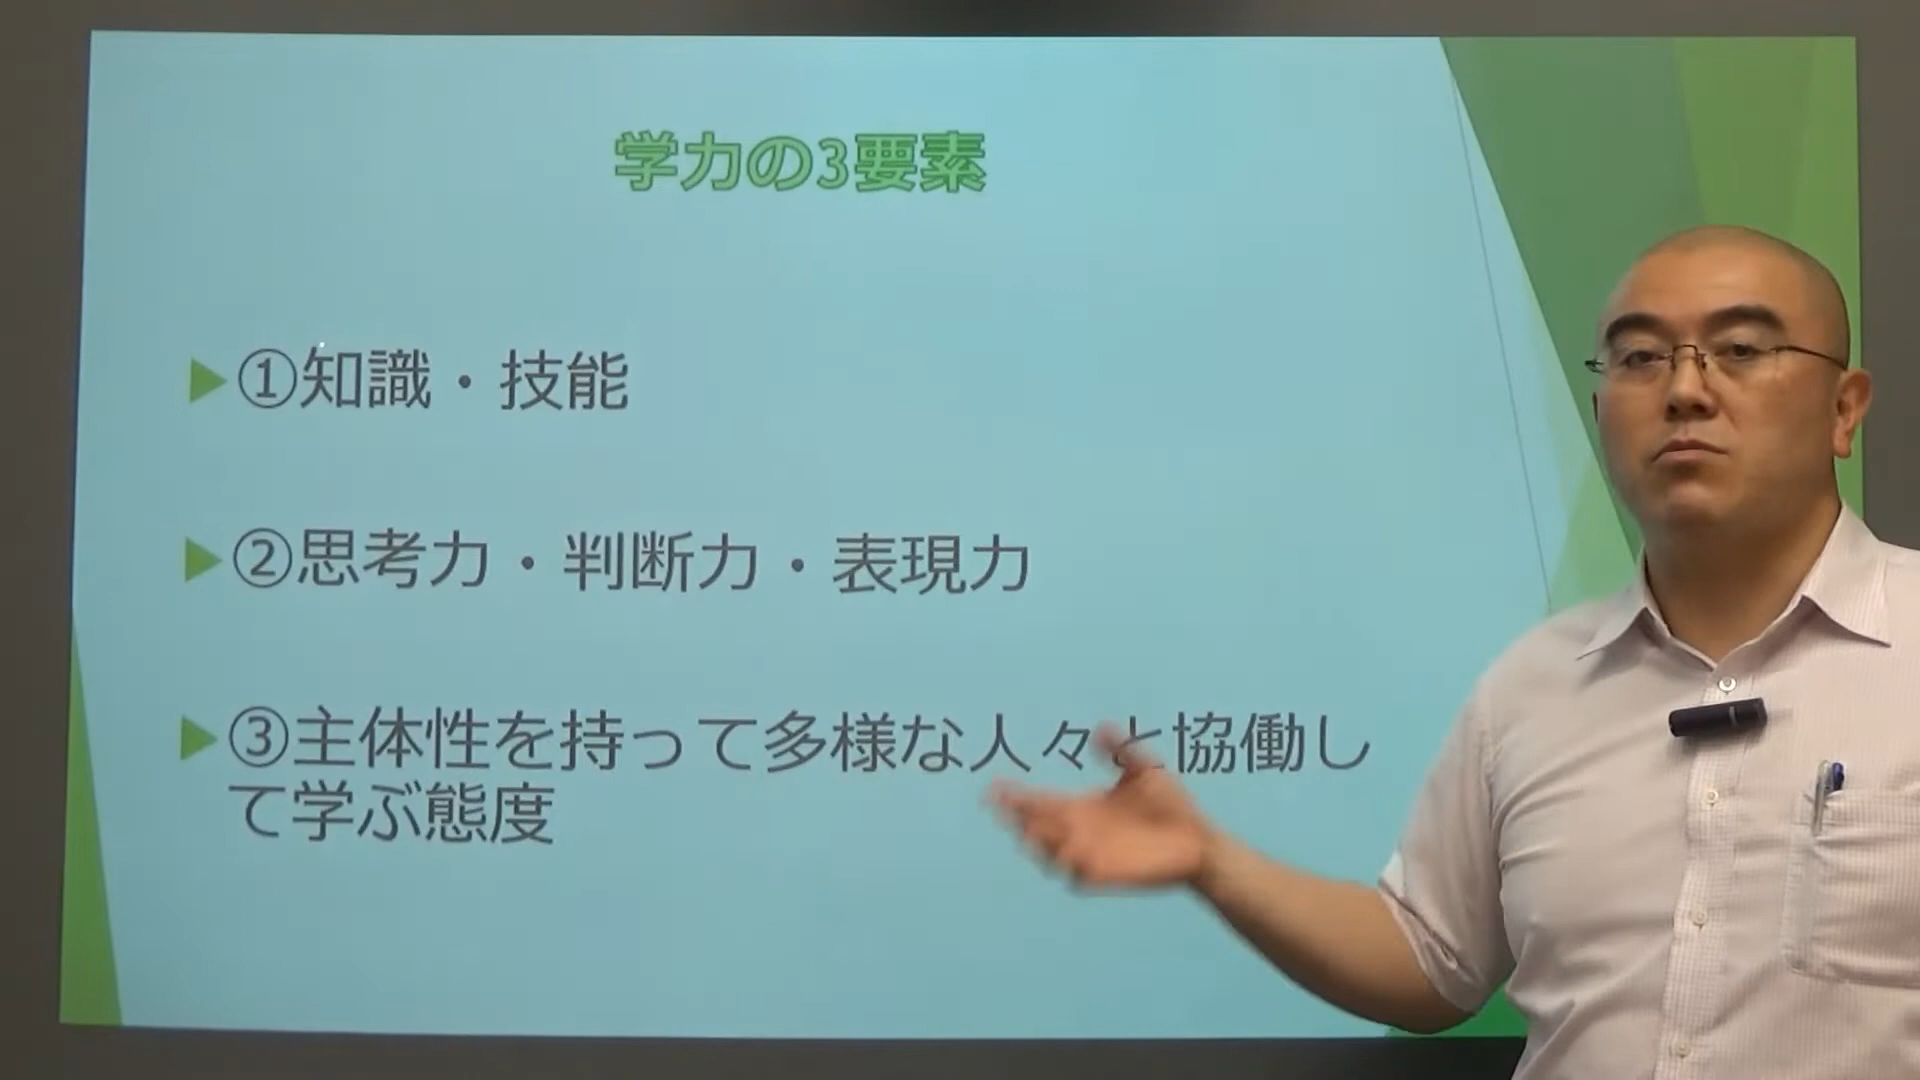 学力の3要素
①知識・技能
②思考力・判断力・表現力
③主体性を持って多様な人々と協働し
て学ぶ態度